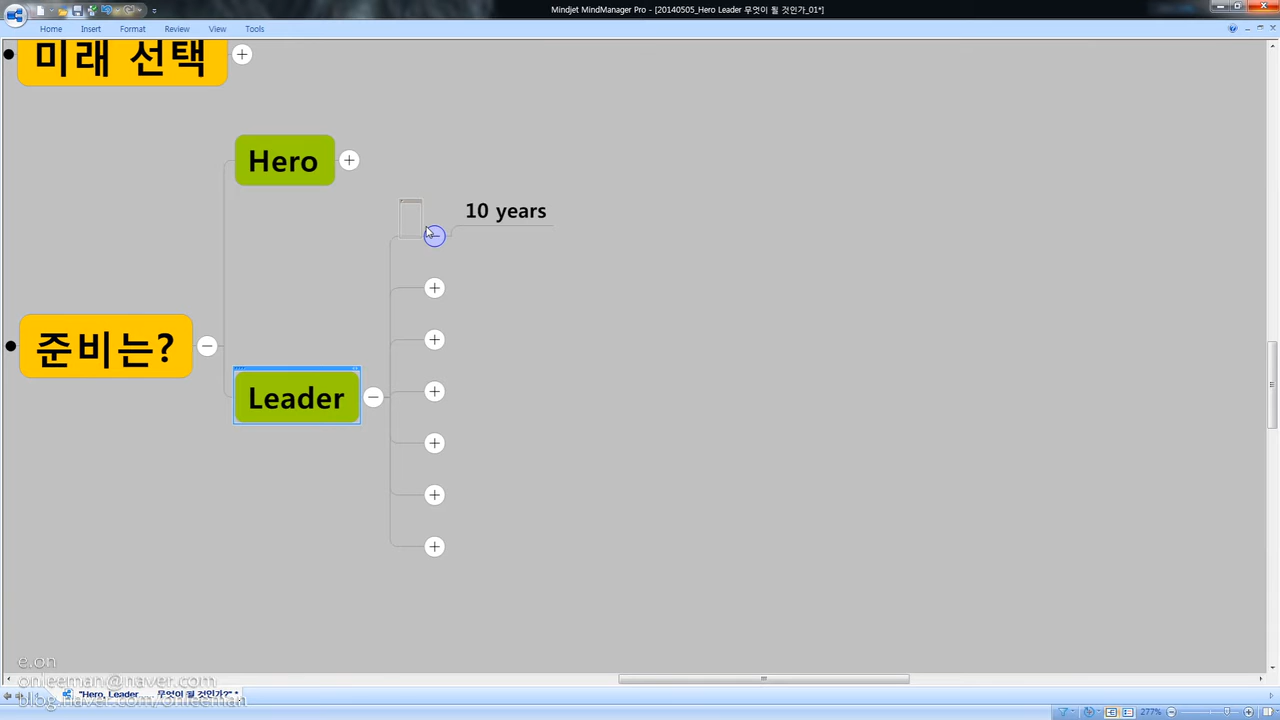 Mindjet MindManager Pro - [20140505_Hero Leader 무엇이 될 것인가_01*]
Home Insert Format Review View Tools
미래 선택
Hero
10 years
준비는?
Leader
e.on
onleeman@naver.com
"Hero, Leader 무엇이 될 것인가?" *
blog.naver.com/onleeman
277%